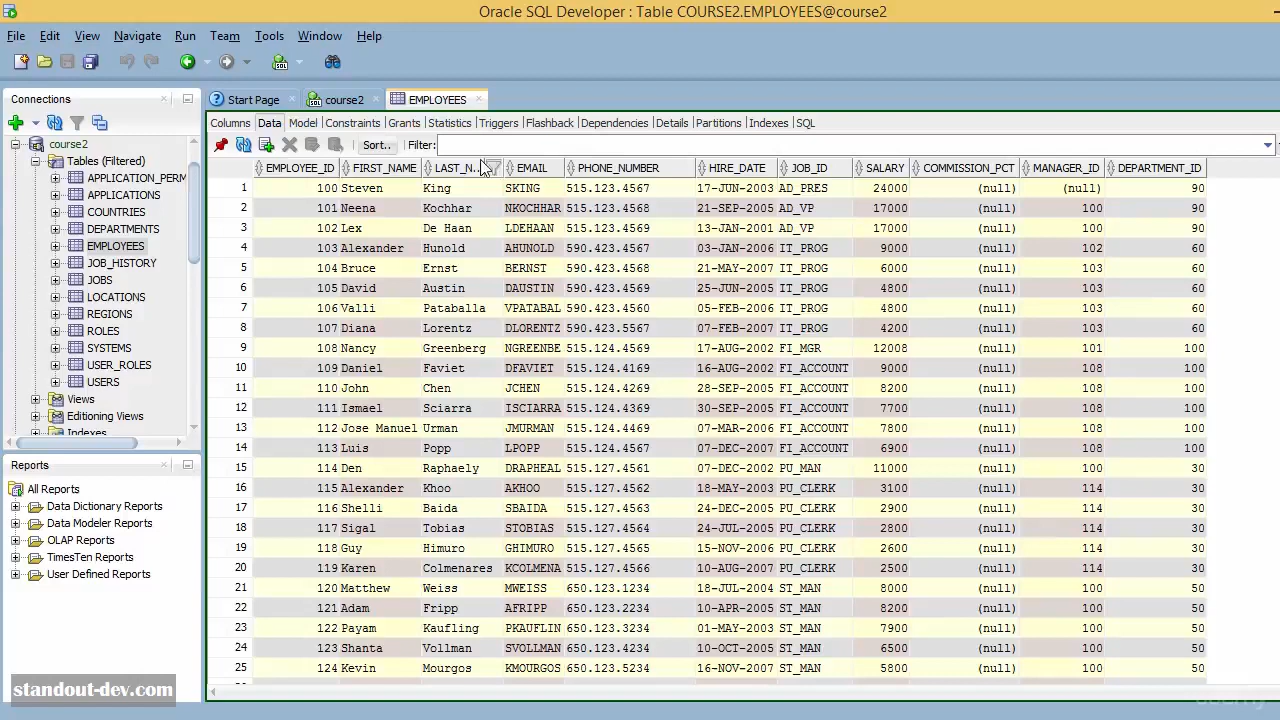 Oracle SQL Developer : Table COURSE2.EMPLOYEES@course2
File Edit View Navigate Run Team Tools Window Help
Connections
course2
Tables (Filtered)
APPLICATION_PERM
APPLICATIONS
COUNTRIES
DEPARTMENTS
EMPLOYEES
JOB_HISTORY
JOBS
LOCATIONS
REGIONS
ROLES
SYSTEMS
USER_ROLES
USERS
Views
Editioning Views
Indexes
Reports
All Reports
Data Dictionary Reports
Data Modeler Reports
OLAP Reports
TimesTen Reports
User Defined Reports
Start Page course2 EMPLOYEES
Columns Data Model Constraints Grants Statistics Triggers Flashback Dependencies Details Partitions Indexes SQL
Sort.. Filter:
EMPLOYEE_ID FIRST_NAME LAST_N... EMAIL PHONE_NUMBER HIRE_DATE JOB_ID SALARY COMMISSION_PCT MANAGER_ID DEPARTMENT_ID
1 100 Steven King SKING 515.123.4567 17-JUN-2003 AD_PRES 24000 (null) (null) 90
2 101 Neena Kochhar NKOCHHAR 515.123.4568 21-SEP-2005 AD_VP 17000 (null) 100 90
3 102 Lex De Haan LDEHAAN 515.123.4569 13-JAN-2001 AD_VP 17000 (null) 100 90
4 103 Alexander Hunold AHUNOLD 590.423.4567 03-JAN-2006 IT_PROG 9000 (null) 102 60
5 104 Bruce Ernst BERNST 590.423.4568 21-MAY-2007 IT_PROG 6000 (null) 103 60
6 105 David Austin DAUSTIN 590.423.4569 25-JUN-2005 IT_PROG 4800 (null) 103 60
7 106 Valli Pataballa VPATABAL 590.423.4560 05-FEB-2006 IT_PROG 4800 (null) 103 60
8 107 Diana Lorentz DLORENTZ 590.423.5567 07-FEB-2007 IT_PROG 4200 (null) 103 60
9 108 Nancy Greenberg NGREENBE 515.124.4569 17-AUG-2002 FI_MGR 12008 (null) 101 100
10 109 Daniel Faviet DFAVIET 515.124.4169 16-AUG-2002 FI_ACCOUNT 9000 (null) 108 100
11 110 John Chen JCHEN 515.124.4269 28-SEP-2005 FI_ACCOUNT 8200 (null) 108 100
12 111 Ismael Sciarra ISCIARRA 515.124.4369 30-SEP-2005 FI_ACCOUNT 7700 (null) 108 100
13 112 Jose Manuel Urman JMURMAN 515.124.4469 07-MAR-2006 FI_ACCOUNT 7800 (null) 108 100
14 113 Luis Popp LPOPP 515.124.4567 07-DEC-2007 FI_ACCOUNT 6900 (null) 108 100
15 114 Den Raphaely DRAPHEAL 515.127.4561 07-DEC-2002 PU_MAN 11000 (null) 100 30
16 115 Alexander Khoo AKHOO 515.127.4562 18-MAY-2003 PU_CLERK 3100 (null) 114 30
17 116 Shelli Baida SBAIDA 515.127.4563 24-DEC-2005 PU_CLERK 2900 (null) 114 30
18 117 Sigal Tobias STOBIAS 515.127.4564 24-JUL-2005 PU_CLERK 2800 (null) 114 30
19 118 Guy Himuro GHIMURO 515.127.4565 15-NOV-2006 PU_CLERK 2600 (null) 114 30
20 119 Karen Colmenares KCOLMENA 515.127.4566 10-AUG-2007 PU_CLERK 2500 (null) 114 30
21 120 Matthew Weiss MWEISS 650.123.1234 18-JUL-2004 ST_MAN 8000 (null) 100 50
22 121 Adam Fripp AFRIPP 650.123.2234 10-APR-2005 ST_MAN 8200 (null) 100 50
23 122 Payam Kaufling PKAUFLIN 650.123.3234 01-MAY-2003 ST_MAN 7900 (null) 100 50
24 123 Shanta Vollman SVOLLMAN 650.123.4234 10-OCT-2005 ST_MAN 6500 (null) 100 50
25 124 Kevin Mourgos KMOURGOS 650.123.5234 16-NOV-2007 ST_MAN 5800 (null) 100 50
standout-dev.com